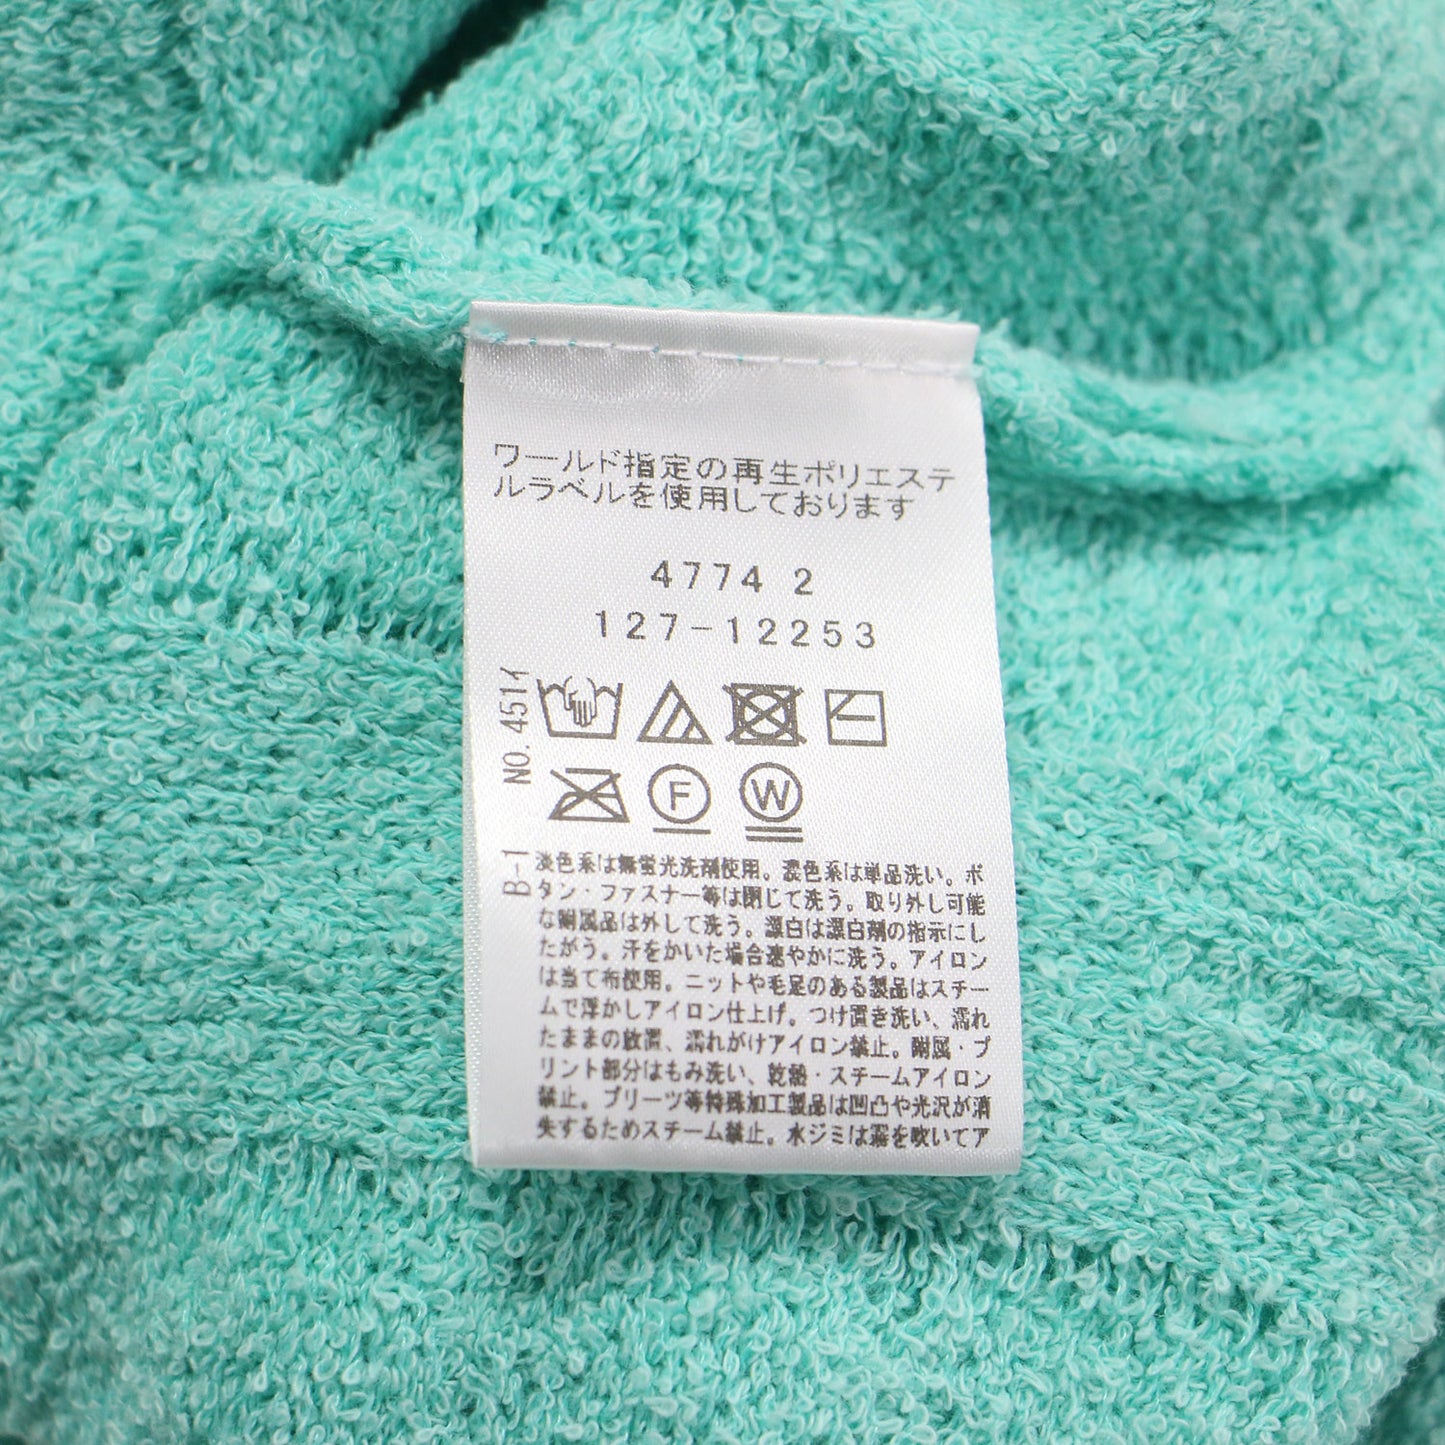 ワールド指定の再生ポリエステ
ルラベルを使用しております
4774 2
127-12253
NO. 451イ
F W
B-1
淡色系は無蛍光洗剤使用。濃色系は単品洗い。ボ
タン・ファスナー等は閉じて洗う。取り外し可能
な附属品は外して洗う。漂白は漂白剤の指示にし
たがう。汗をかいた場合速やかに洗う。アイロン
は当て布使用。ニットや毛足のある製品はスチー
ムで浮かしアイロン仕上げ。つけ置き洗い、濡れ
たままの放置、濡れがけアイロン禁止。附属・プ
リント部分はもみ洗い、乾燥・スチームアイロン
禁止。プリーツ等特殊加工製品は凹凸や光沢が消
失するためスチーム禁止。水ジミは霧を吹いてア